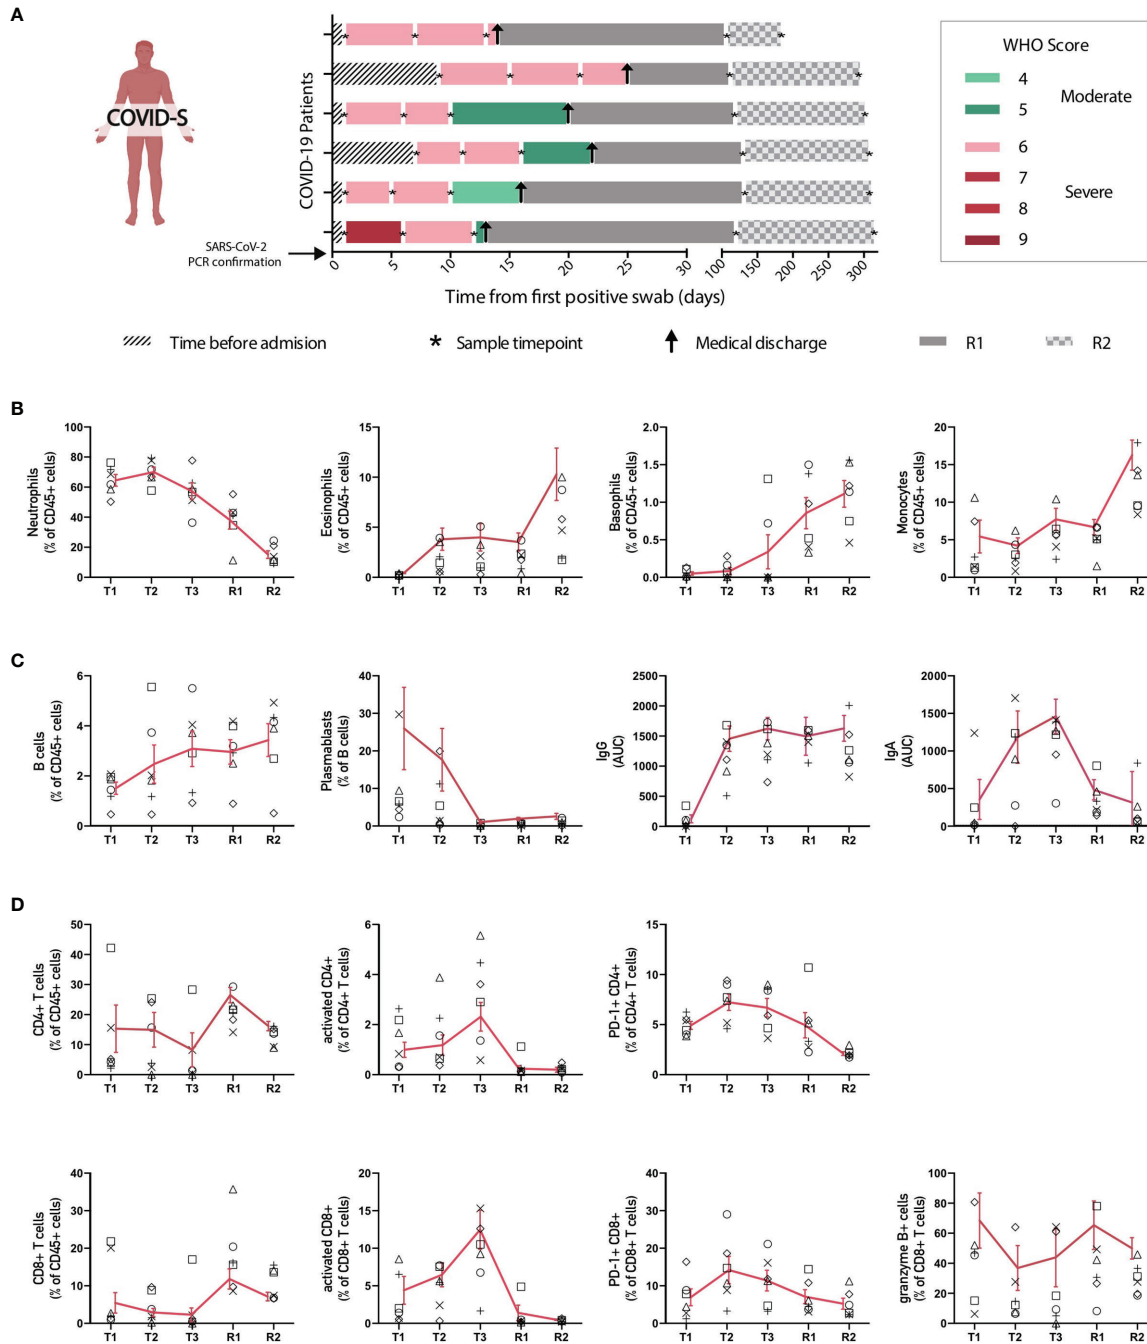 A
COVID-S
COVID-19 Patients
SARS-CoV-2
PCR confirmation
0 5 10 15 20 25 30 100 150 200 250 300
Time from first positive swab (days)
WHO Score
4
5
Moderate
6
7
8
Severe
9
Time before admision
* Sample timepoint
Medical discharge
R1
R2
B
Neutrophils
(% of CD45+ cells)
100
80
60
40
20
0
T1 T2 T3 R1 R2
Eosinophils
(% of CD45+ cells)
15
10
5
0
T1 T2 T3 R1 R2
Basophils
(% of CD45+ cells)
2.0
1.5
1.0
0.5
0.0
T1 T2 T3 R1 R2
Monocytes
(% of CD45+ cells)
20
15
10
5
0
T1 T2 T3 R1 R2
C
B cells
(% of CD45+ cells)
6
4
2
0
T1 T2 T3 R1 R2
Plasmablasts
(% of B cells)
40
30
20
10
0
T1 T2 T3 R1 R2
IgG
(AUC)
2500
2000
1500
1000
500
0
T1 T2 T3 R1 R2
IgA
(AUC)
2000
1500
1000
500
0
T1 T2 T3 R1 R2
D
CD4+ T cells
(% of CD45+ cells)
50
40
30
20
10
0
T1 T2 T3 R1 R2
activated CD4+
(% of CD4+ T cells)
6
4
2
0
T1 T2 T3 R1 R2
PD-1+ CD4+
(% of CD4+ T cells)
15
10
5
0
T1 T2 T3 R1 R2
CD8+ T cells
(% of CD45+ cells)
40
30
20
10
0
T1 T2 T3 R1 R2
activated CD8+
(% of CD8+ T cells)
20
15
10
5
0
T1 T2 T3 R1 R2
PD-1+ CD8+
(% of CD8+ T cells)
40
30
20
10
0
T1 T2 T3 R1 R2
granzyme B+ cells
(% of CD8+ T cells)
100
80
60
40
20
0
T1 T2 T3 R1 R2